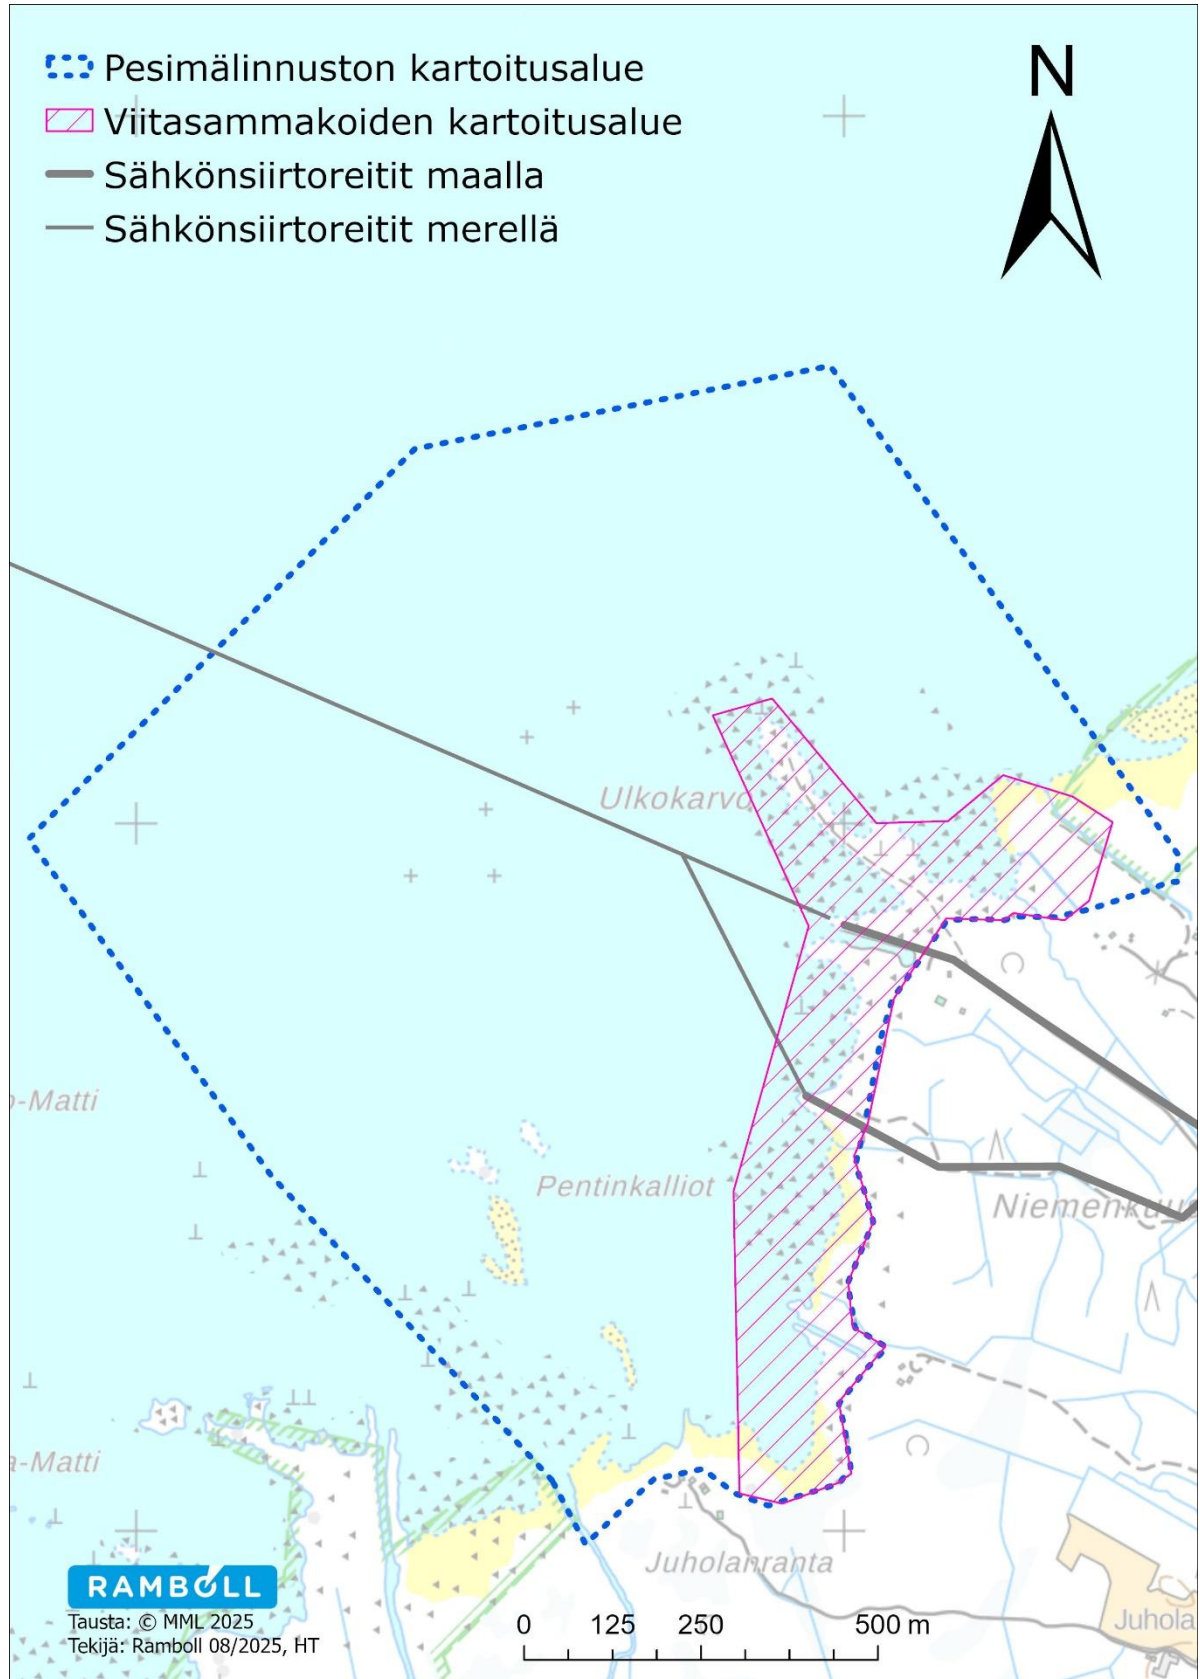 Pesimälinnuston kartoitusalue
Viitasammakoiden kartoitusalue
Sähkönsiirtoreitit maalla
Sähkönsiirtoreitit merellä
N
Ulkokarvo
o-Matti
Pentinkalliot
Niemenkuus
a-Matti
Juholanranta
Juhola
RAMBOLL
Tausta: © MML 2025
Tekijä: Ramboll 08/2025, HT
0 125 250 500 m